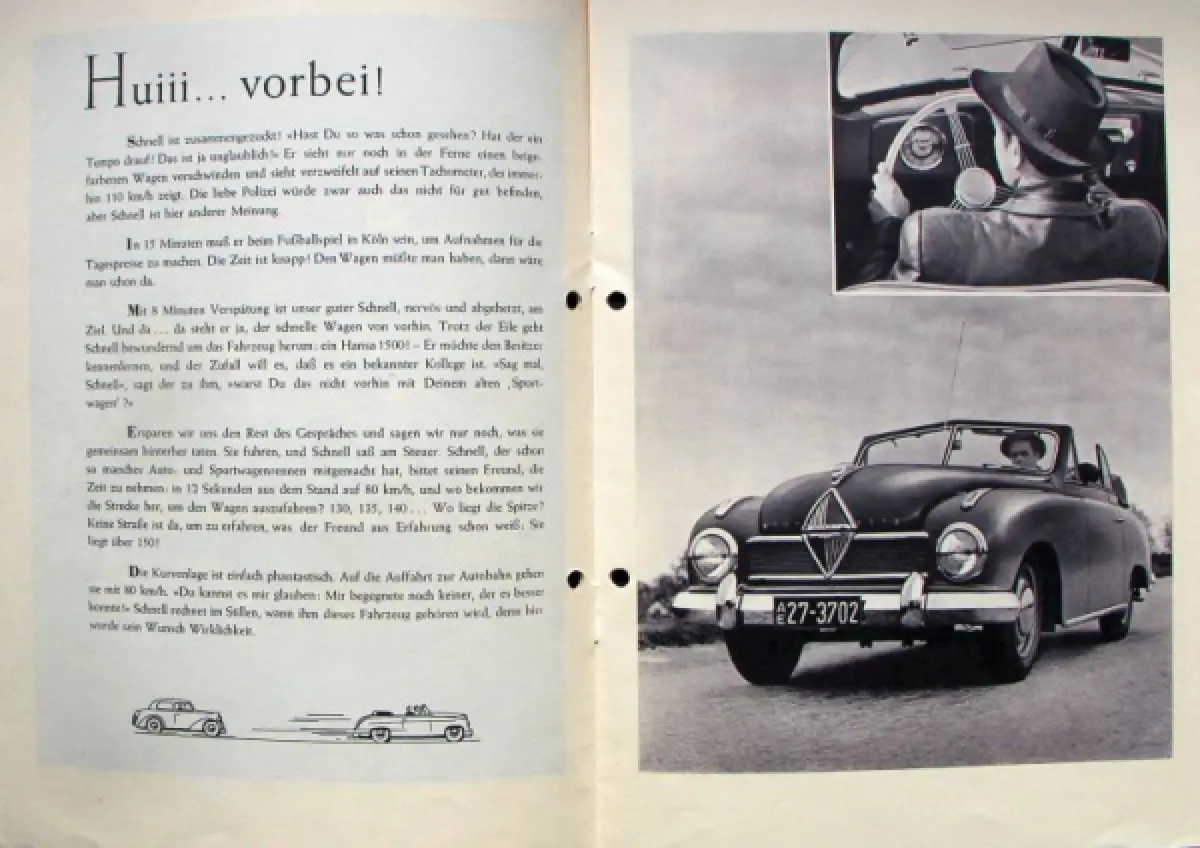 Huiii... vorbei!
Schnell ist zusammengezuckt! »Hast Du so was schon gesehen? Hat der ein
Tempo drauf! Das ist ja unglaublich!« Er sieht nur noch in der Ferne einen beige-
farbenen Wagen verschwinden und sieht verzweifelt auf seinen Tachometer, der immer-
hin 110 km/h zeigt. Die liebe Polizei würde zwar auch das nicht für gut befinden,
aber Schnell ist hier anderer Meinung.
In 15 Minuten muß er beim Fußballspiel in Köln sein, um Aufnahmen für die
Tagespresse zu machen. Die Zeit ist knapp! Den Wagen müßte man haben, dann wäre
man schon da.
Mit 8 Minuten Verspätung ist unser guter Schnell, nervös und abgehetzt, am
Ziel. Und da ... da steht er ja, der schnelle Wagen von vorhin. Trotz der Eile geht
Schnell bewundernd um das Fahrzeug herum: ein Hansa 1500! – Er möchte den Besitzer
kennenlernen, und der Zufall will es, daß es ein bekannter Kollege ist. »Sag mal,
Schnell«, sagt der zu ihm, »warst Du das nicht vorhin mit Deinem alten ‚Sport-
wagen' ?«
Ersparen wir uns den Rest des Gespräches und sagen wir nur noch, was sie
gemeinsam hinterher taten. Sie fuhren, und Schnell saß am Steuer. Schnell, der schon
so mancher Auto- und Sportwagenrennen mitgemacht hat, bittet seinen Freund, die
Zeit zu nehmen: in 12 Sekunden aus dem Stand auf 80 km/h, und wo bekommen wir
die Strecke her, um den Wagen auszufahren? 130, 135, 140 ... Wo liegt die Spitze?
Keine Straße ist da, um zu erfahren, was der Freund aus Erfahrung schon weiß: Sie
liegt über 150!
Die Kurvenlage ist einfach phantastisch. Auf die Auffahrt zur Autobahn gehen
sie mit 80 km/h. »Du kannst es mir glauben: Mir begegnete noch keiner, der es besser
konnte!« Schnell rechnet im Stillen, wann ihm dieses Fahrzeug gehören wird, denn hier
wurde sein Wunsch Wirklichkeit.
AE 27-3702